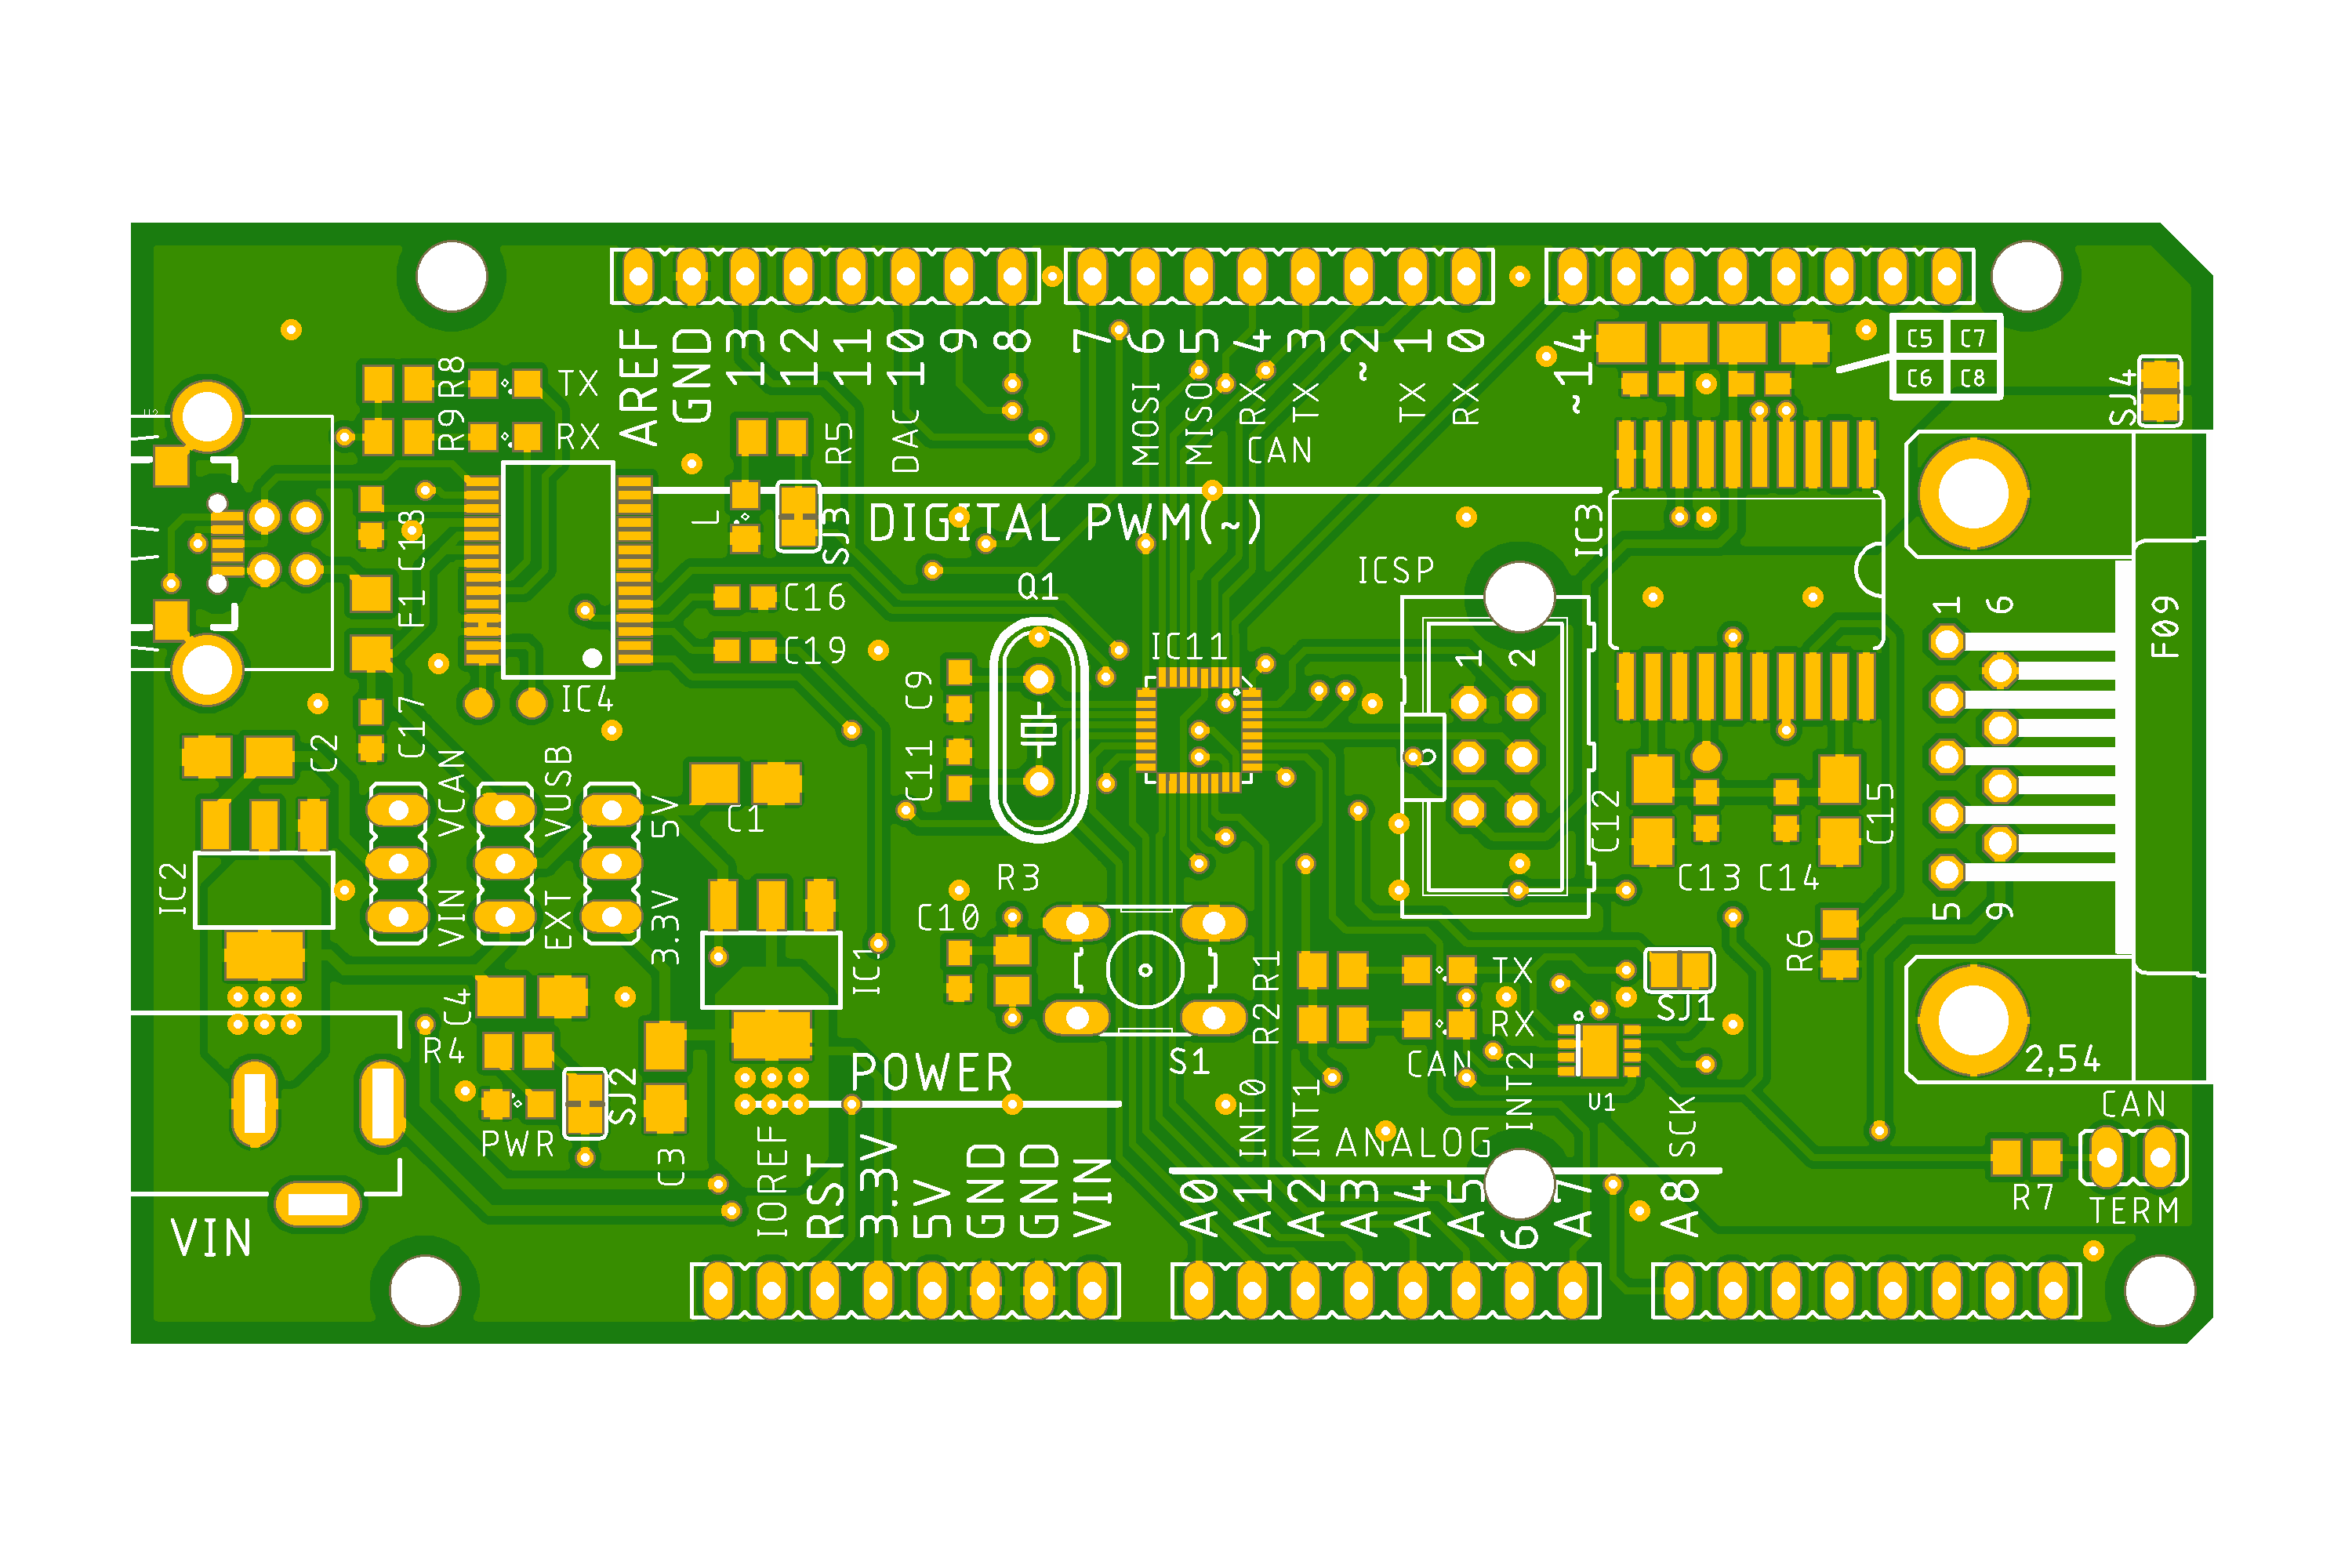 AREF
GND
13
12
11
10
9
8
7
6
5
4
3
~2
1
0
~14
DAC
MOSI
MISO
RX
TX
CAN
TX
RX
C5
C7
C6
C8
SJ4
R8
TX
R9
RX
R5
L
SJ3
DIGITAL PWM(~)
IC3
ICSP
C18
F1
C16
C19
Q1
IC11
1
2
1
6
F09
IC4
C9
C17
C2
C11
VCAN
VUSB
5V
C1
C12
C15
C13
C14
IC2
VIN
EXT
3.3V
R3
C10
IC1
5
9
R6
R1
TX
SJ1
C4
R4
R2
RX
CAN
INT2
U1
2,54
S1
POWER
SJ2
PWR
C3
INT0
INT1
ANALOG
SCK
CAN
R7
TERM
IOREF
RST
3.3V
5V
GND
GND
VIN
A0
A1
A2
A3
A4
A5
6
A7
A8
VIN